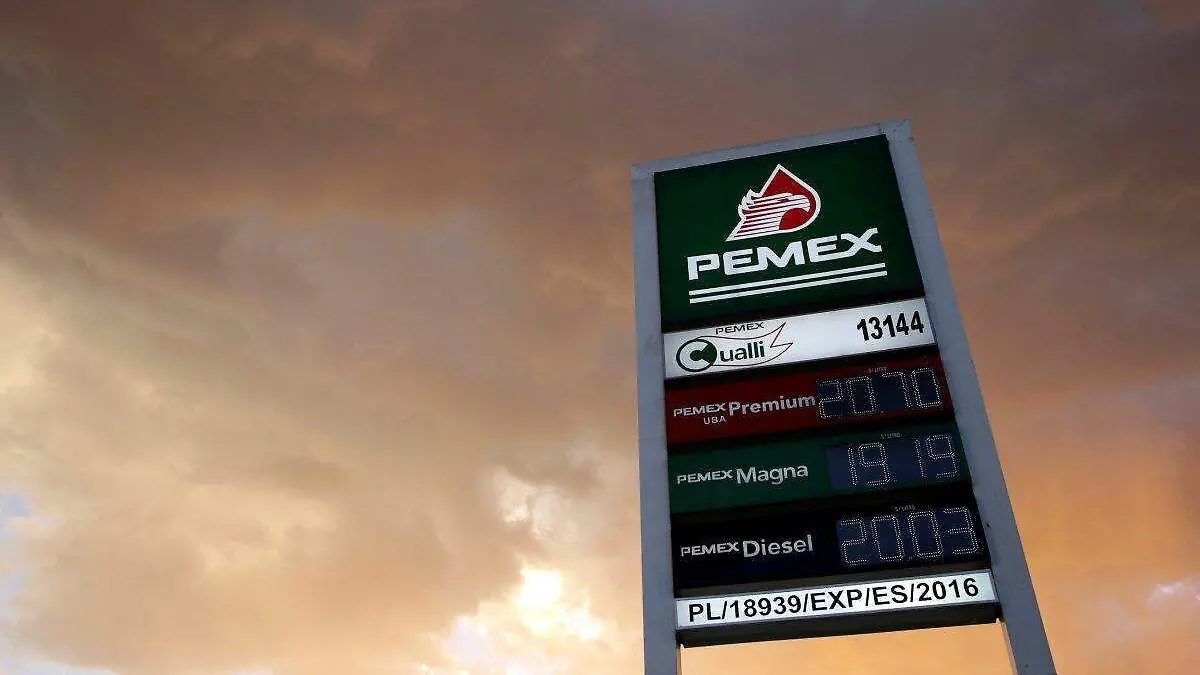 PEMEX
PEMEX
Cualli
13144
PEMEX Premium 20.70
UBA
PEMEX Magna 19.19
PEMEX Diesel 20.03
PL/18939/EXP/ES/2016